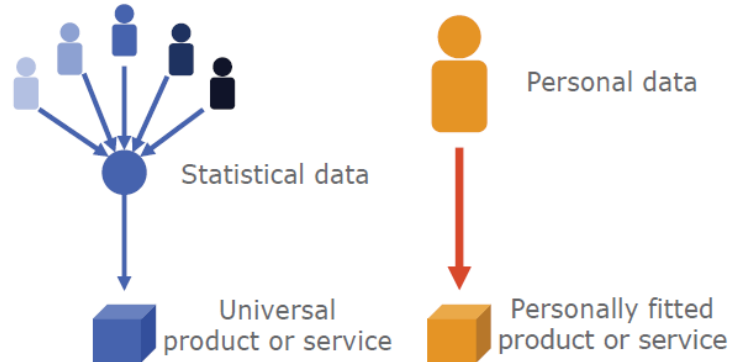 Personal data
Statistical data
Universal
product or service
Personally fitted
product or service